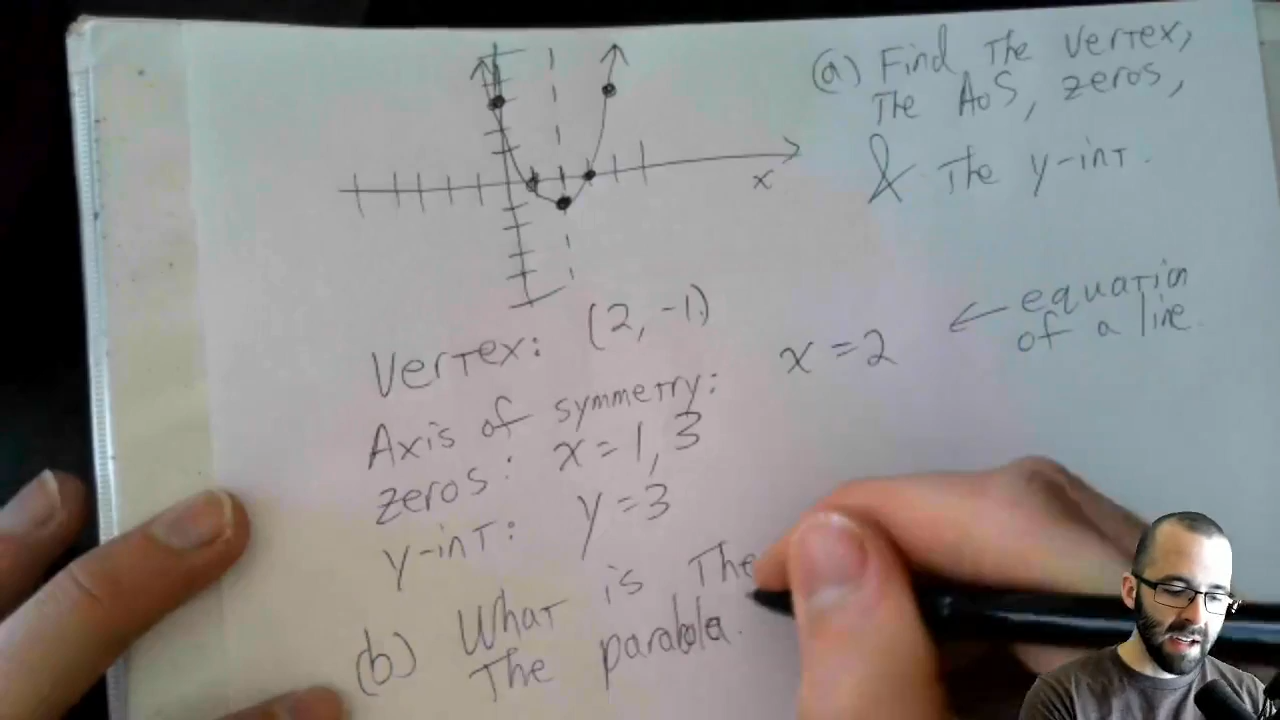 (a) Find The Vertex,
The AoS, zeros,
& The y-inT.
x
Vertex: (2, -1)
Axis of symmetry: x = 2 ← equation
of a line.
zeros: x = 1, 3
y-inT: y = 3
(b) What is The
The parabola.